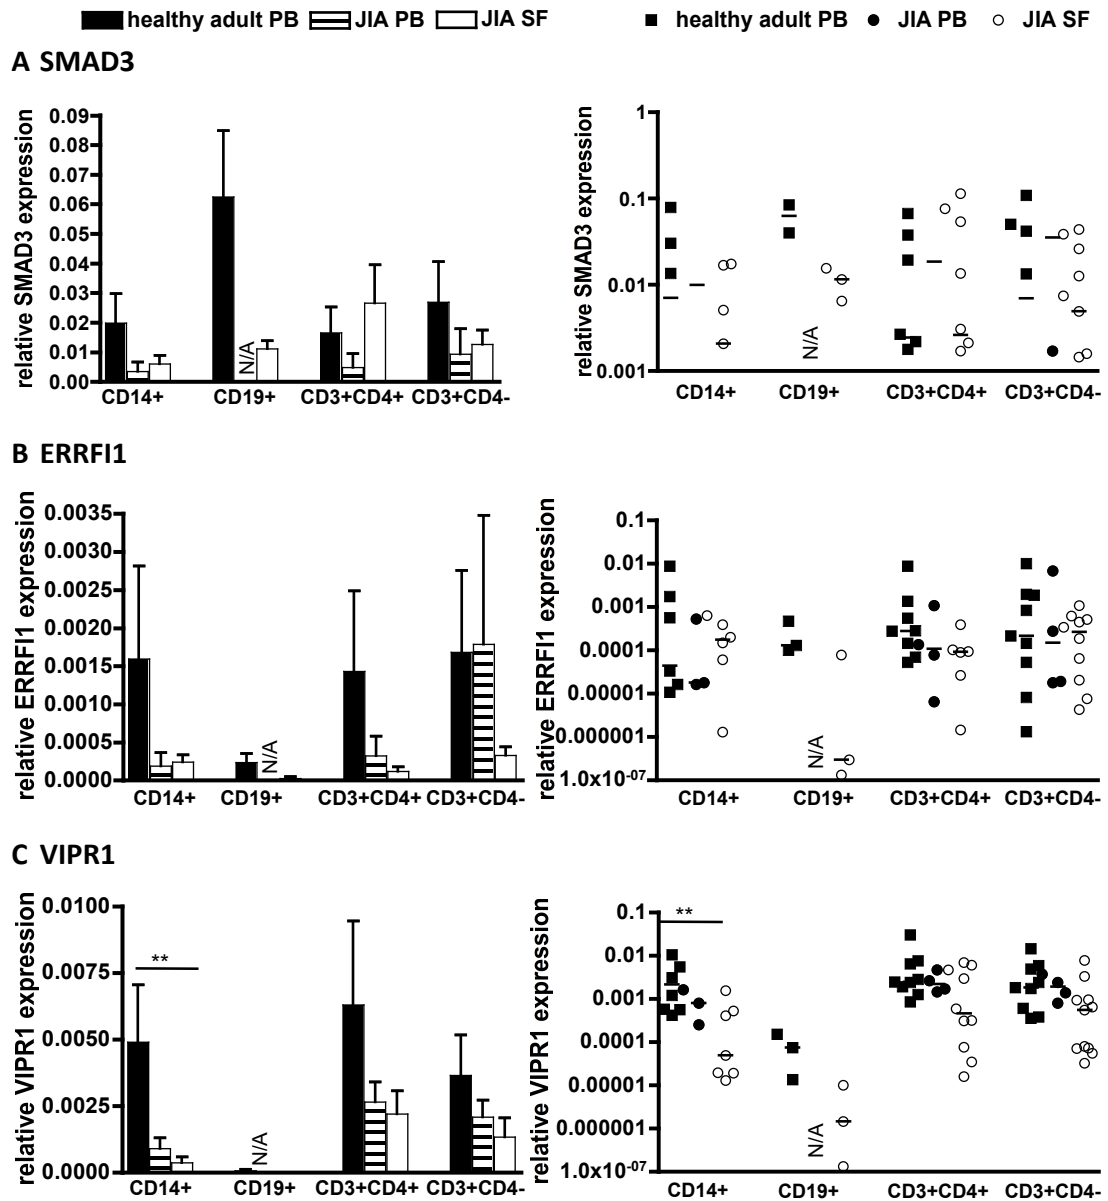 healthy adult PB JIA PB JIA SF
healthy adult PB JIA PB JIA SF
A SMAD3
relative SMAD3 expression
0.09
0.08
0.07
0.06
0.05
0.04
0.03
0.02
0.01
0.00
N/A
CD14+ CD19+ CD3+CD4+ CD3+CD4-
relative SMAD3 expression
1
0.1
0.01
0.001
N/A
CD14+ CD19+ CD3+CD4+ CD3+CD4-
B ERRFI1
relative ERRFI1 expression
0.0035
0.0030
0.0025
0.0020
0.0015
0.0010
0.0005
0.0000
N/A
CD14+ CD19+ CD3+CD4+ CD3+CD4-
relative ERRFI1 expression
0.1
0.01
0.001
0.0001
0.00001
0.000001
1.0x10-07
N/A
CD14+ CD19+ CD3+CD4+ CD3+CD4-
C VIPR1
relative VIPR1 expression
0.0100
0.0075
0.0050
0.0025
0.0000
**
N/A
CD14+ CD19+ CD3+CD4+ CD3+CD4-
relative VIPR1 expression
0.1
0.01
0.001
0.0001
0.00001
0.000001
1.0x10-07
**
N/A
CD14+ CD19+ CD3+CD4+ CD3+CD4-